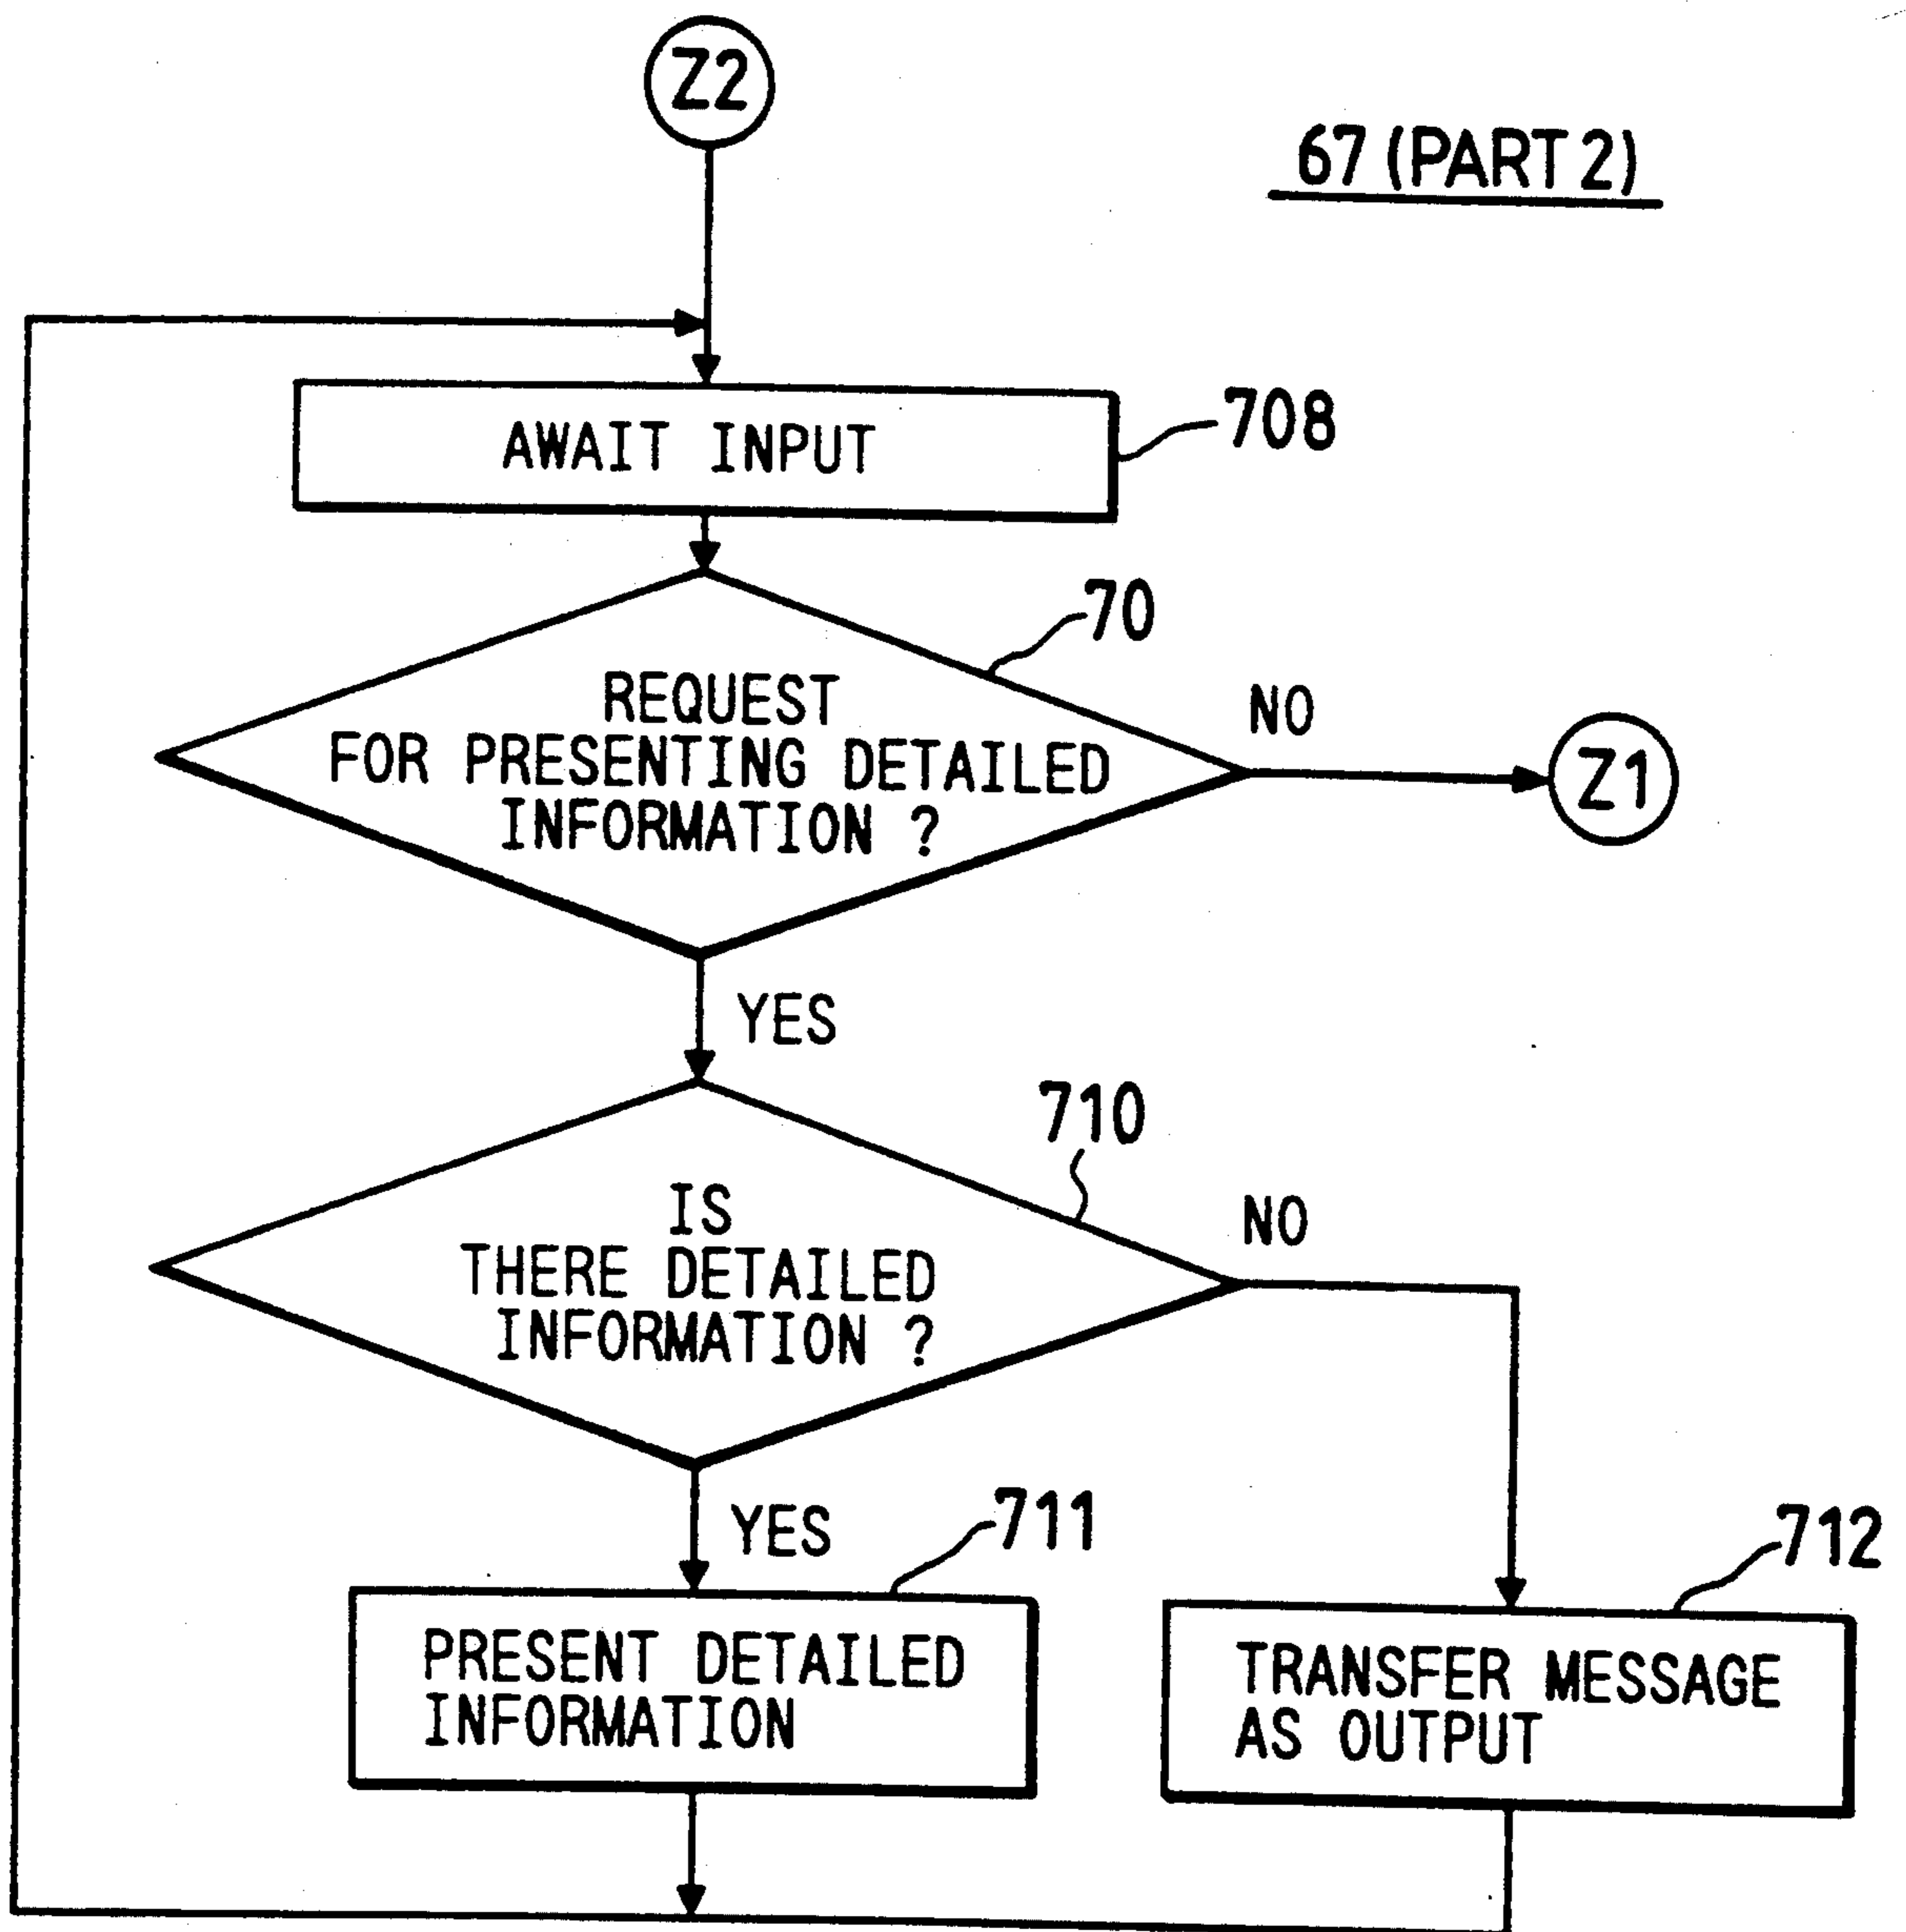 Z2
67 (PART 2)
AWAIT INPUT
708
70
REQUEST
FOR PRESENTING DETAILED
INFORMATION ?
NO
Z1
YES
710
IS
THERE DETAILED
INFORMATION ?
NO
YES
711
712
PRESENT DETAILED
INFORMATION
TRANSFER MESSAGE
AS OUTPUT